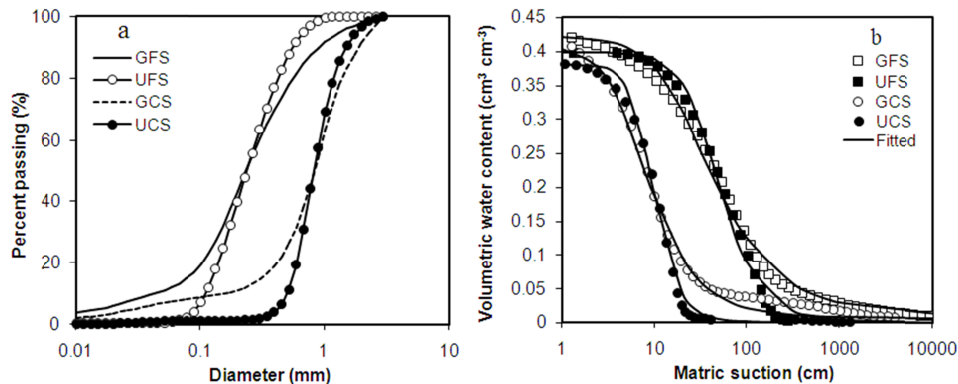 a
GFS
UFS
GCS
UCS
Percent passing (%)
100
80
60
40
20
0
0.01
0.1
1
10
Diameter (mm)
b
GFS
UFS
GCS
UCS
Fitted
Volumetric water content (cm³ cm⁻³)
0.45
0.4
0.35
0.3
0.25
0.2
0.15
0.1
0.05
0
1
10
100
1000
10000
Matric suction (cm)